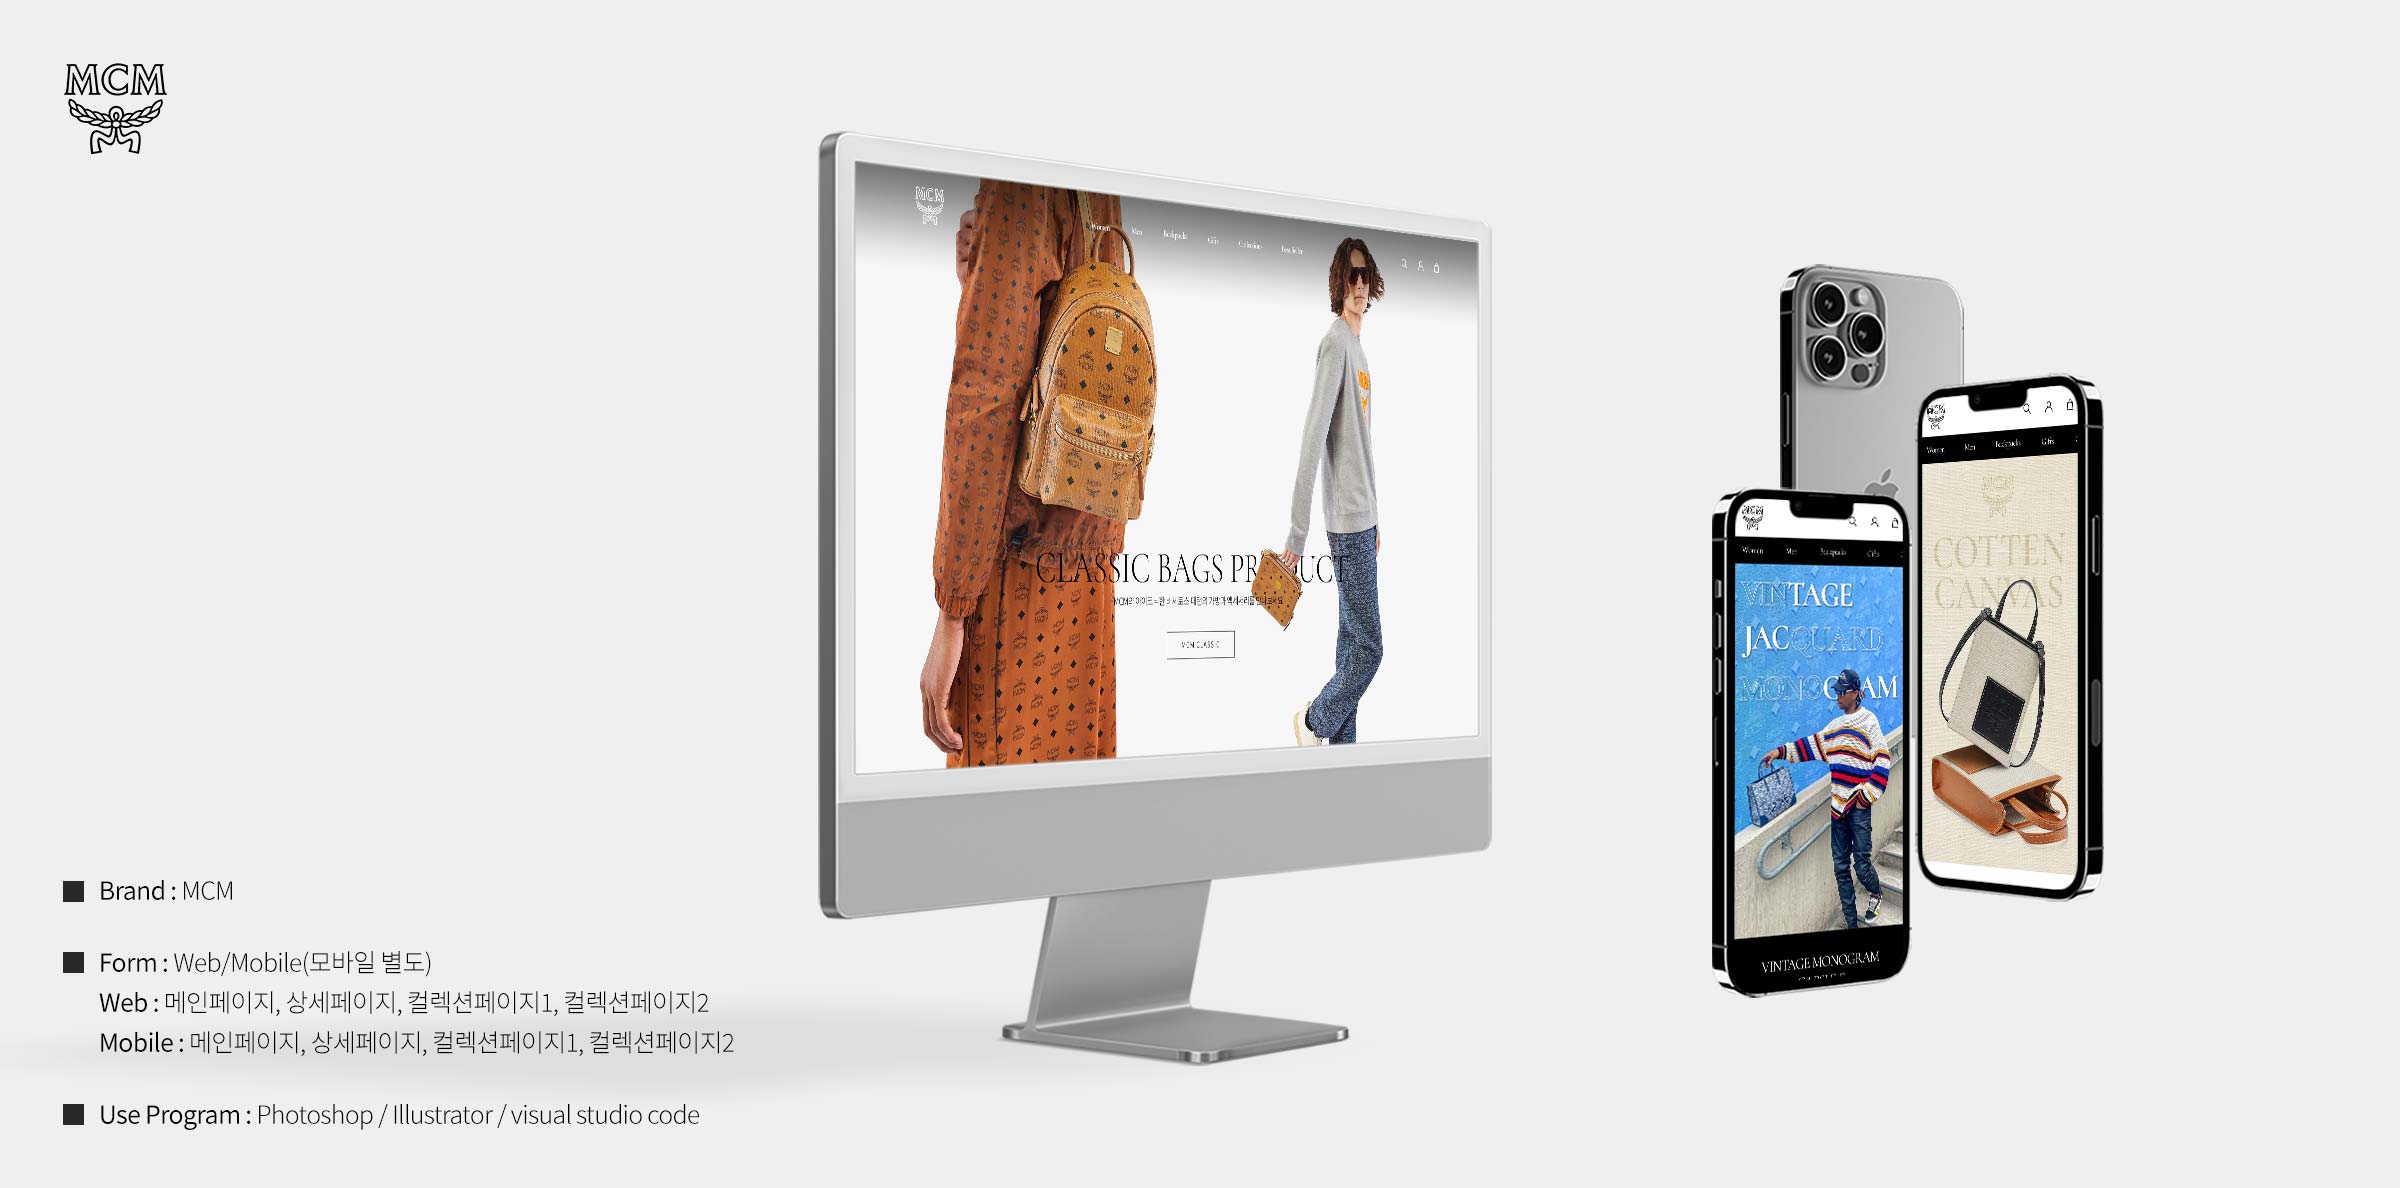 MCM
Brand : MCM
Form : Web/Mobile(모바일 별도)
Web : 메인페이지, 상세페이지, 컬렉션페이지1, 컬렉션페이지2
Mobile : 메인페이지, 상세페이지, 컬렉션페이지1, 컬렉션페이지2
Use Program : Photoshop / Illustrator / visual studio code
MCM
Women Men Backpacks Gifts Collections Best Seller
CLASSIC BAGS PRODUCT
MCM CLASSIC
MCM
Women Men Backpacks Gifts
VINTAGE
JACQUARD
MONOGRAM
VINTAGE MONOGRAM
MCM
Women Men Backpacks Gifts
MCM
COTTEN
CANVAS